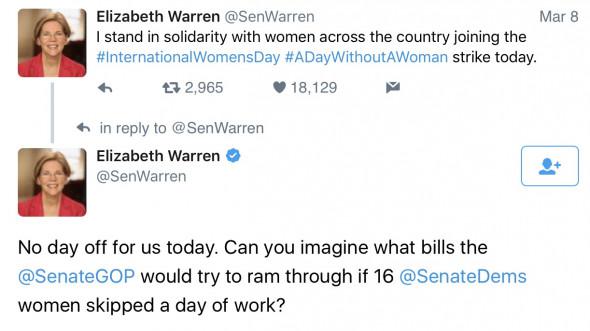 Elizabeth Warren @SenWarren Mar 8
I stand in solidarity with women across the country joining the
#InternationalWomensDay #ADayWithoutAWoman strike today.
2,965 18,129
in reply to @SenWarren
Elizabeth Warren
@SenWarren
No day off for us today. Can you imagine what bills the
@SenateGOP would try to ram through if 16 @SenateDems
women skipped a day of work?